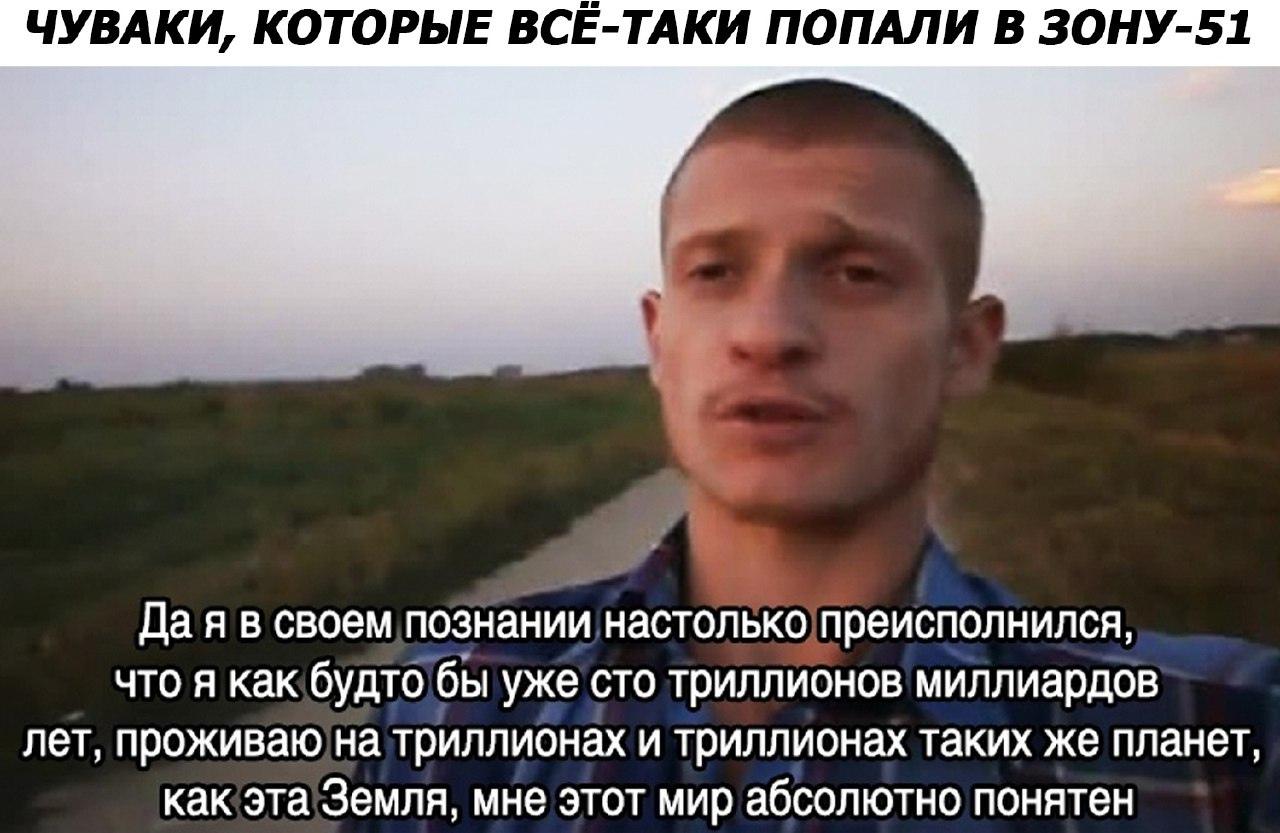 ЧУВАКИ, КОТОРЫЕ ВСЁ-ТАКИ ПОПАЛИ В ЗОНУ-51
Да я в своем познании настолько преисполнился,
что я как будто бы уже сто триллионов миллиардов
лет, проживаю на триллионах и триллионах таких же планет,
как эта Земля, мне этот мир абсолютно понятен